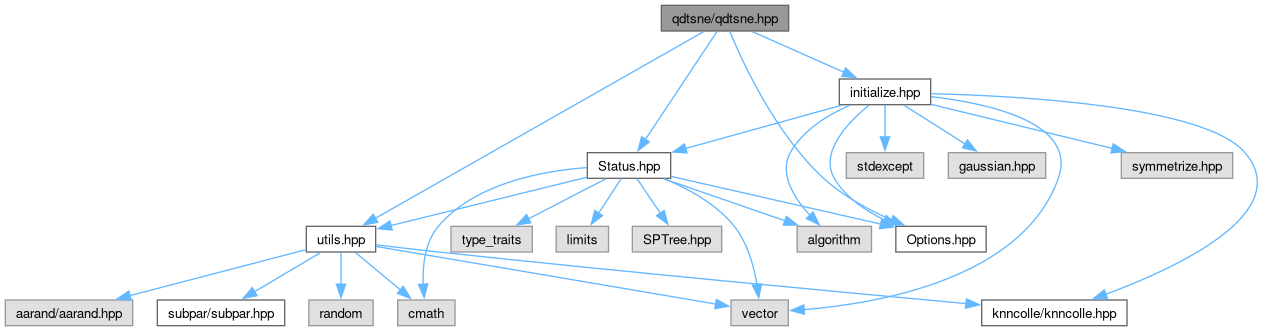 qdtsne/qdtsne.hpp
initialize.hpp
Status.hpp
stdexcept
gaussian.hpp
symmetrize.hpp
utils.hpp
type_traits
limits
SPTree.hpp
algorithm
Options.hpp
aarand/aarand.hpp
subpar/subpar.hpp
random
cmath
vector
knncolle/knncolle.hpp